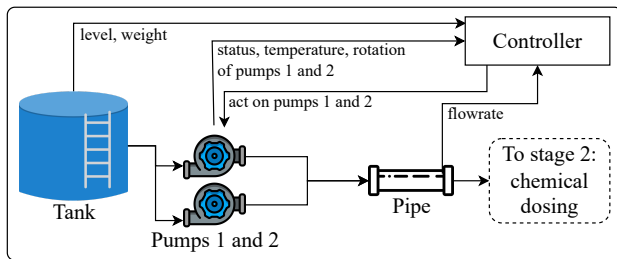 level, weight
status, temperature, rotation
of pumps 1 and 2
Controller
act on pumps 1 and 2
flowrate
To stage 2:
chemical
dosing
Tank
Pipe
Pumps 1 and 2